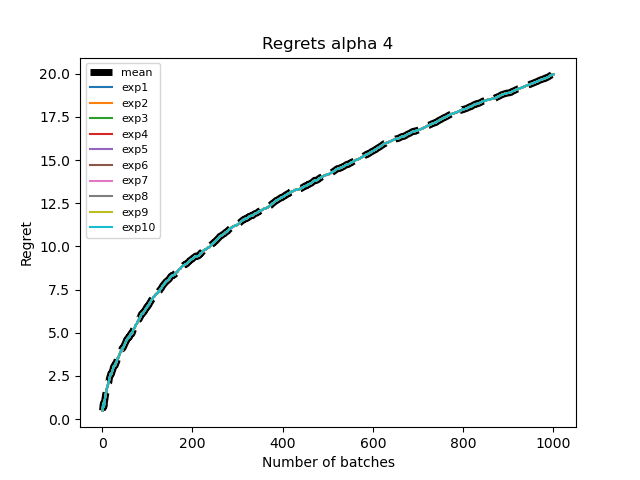 Regrets alpha 4
20.0
17.5
15.0
12.5
10.0
7.5
5.0
2.5
0.0
Regret
mean
exp1
exp2
exp3
exp4
exp5
exp6
exp7
exp8
exp9
exp10
0 200 400 600 800 1000
Number of batches